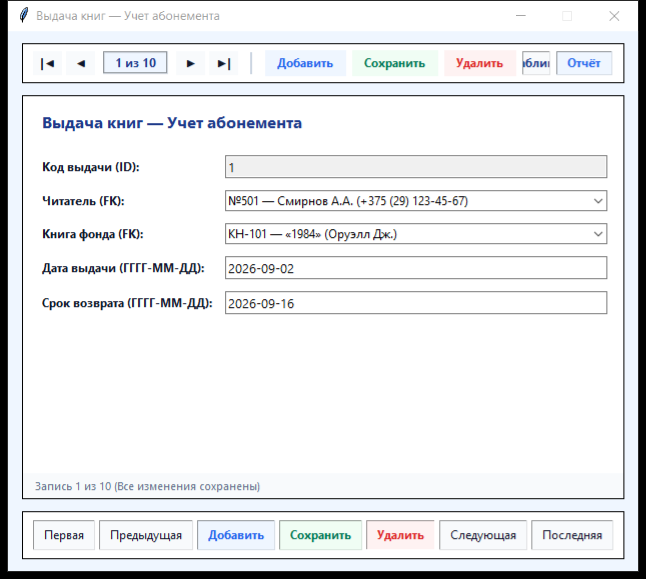 Выдача книг — Учет абонемента
1 из 10 Добавить Сохранить Удалить Отчёт
Выдача книг — Учет абонемента
Код выдачи (ID): 1
Читатель (FK): №501 — Смирнов А.А. (+375 (29) 123-45-67)
Книга фонда (FK): КН-101 — «1984» (Оруэлл Дж.)
Дата выдачи (ГГГГ-ММ-ДД): 2026-09-02
Срок возврата (ГГГГ-ММ-ДД): 2026-09-16
Запись 1 из 10 (Все изменения сохранены)
Первая Предыдущая Добавить Сохранить Удалить Следующая Последняя